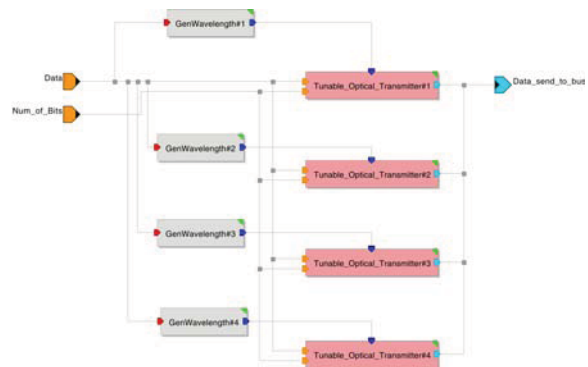 GenWavelength#1
Data
Tunable_Optical_Transmitter#1
Data_send_to_bus
Num_of_Bits
GenWavelength#2
Tunable_Optical_Transmitter#2
GenWavelength#3
Tunable_Optical_Transmitter#3
GenWavelength#4
Tunable_Optical_Transmitter#4